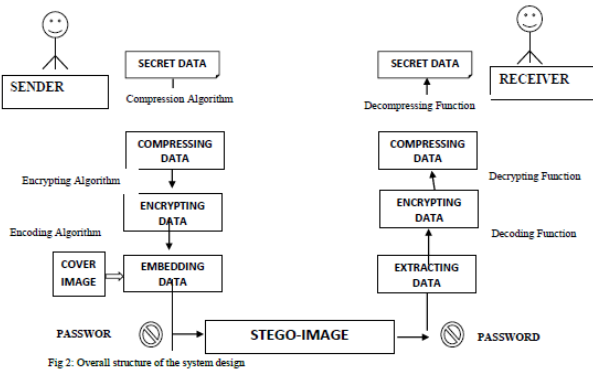 SENDER
SECRET DATA
Compression Algorithm
COMPRESSING
DATA
Encrypting Algorithm
ENCRYPTING
DATA
Encoding Algorithm
COVER
IMAGE
EMBEDDING
DATA
PASSWOR
STEGO-IMAGE
SECRET DATA
RECEIVER
Decompressing Function
COMPRESSING
DATA
Decrypting Function
ENCRYPTING
DATA
Decoding Function
EXTRACTING
DATA
PASSWORD
Fig 2: Overall structure of the system design